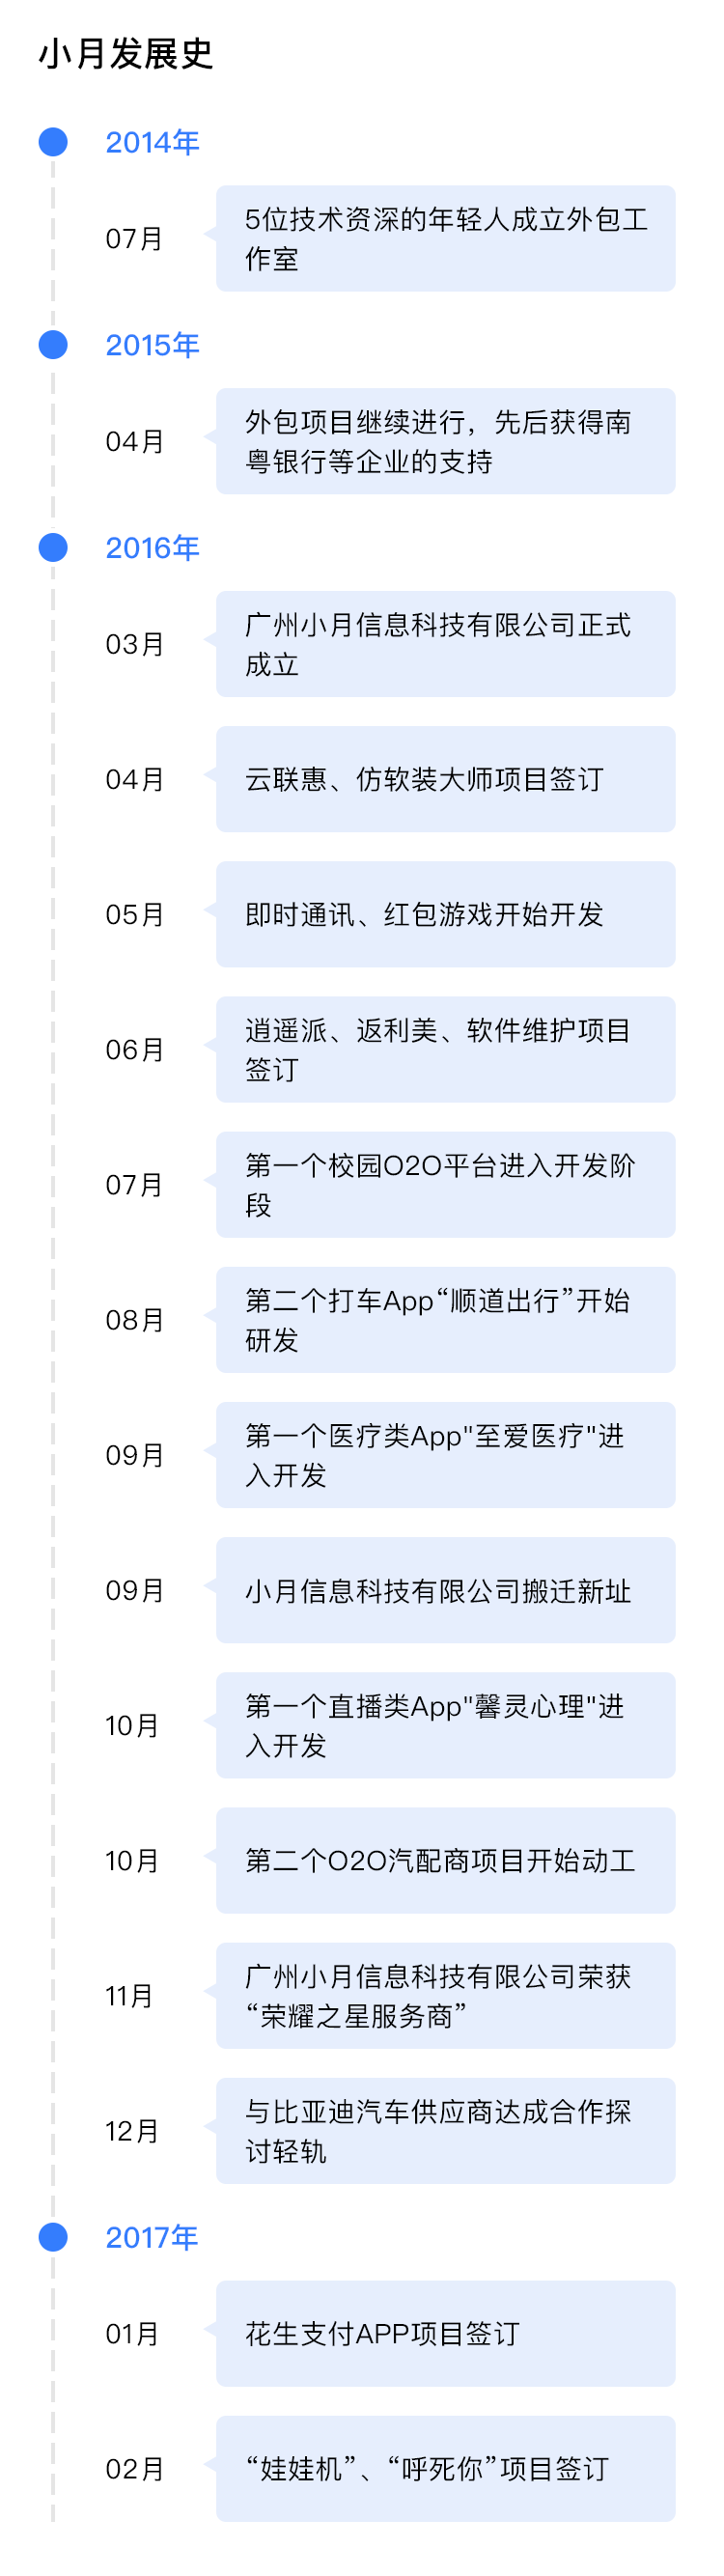 小月发展史
2014年
07月
5位技术资深的年轻人成立外包工
作室
2015年
04月
外包项目继续进行，先后获得南
粤银行等企业的支持
2016年
03月
广州小月信息科技有限公司正式
成立
04月
云联惠、仿软装大师项目签订
05月
即时通讯、红包游戏开始开发
06月
逍遥派、返利美、软件维护项目
签订
07月
第一个校园O2O平台进入开发阶
段
08月
第二个打车App“顺道出行”开始
研发
09月
第一个医疗类App"至爱医疗"进
入开发
09月
小月信息科技有限公司搬迁新址
10月
第一个直播类App"馨灵心理"进
入开发
10月
第二个O2O汽配商项目开始动工
11月
广州小月信息科技有限公司荣获
“荣耀之星服务商”
12月
与比亚迪汽车供应商达成合作探
讨轻轨
2017年
01月
花生支付APP项目签订
02月
“娃娃机”、“呼死你”项目签订